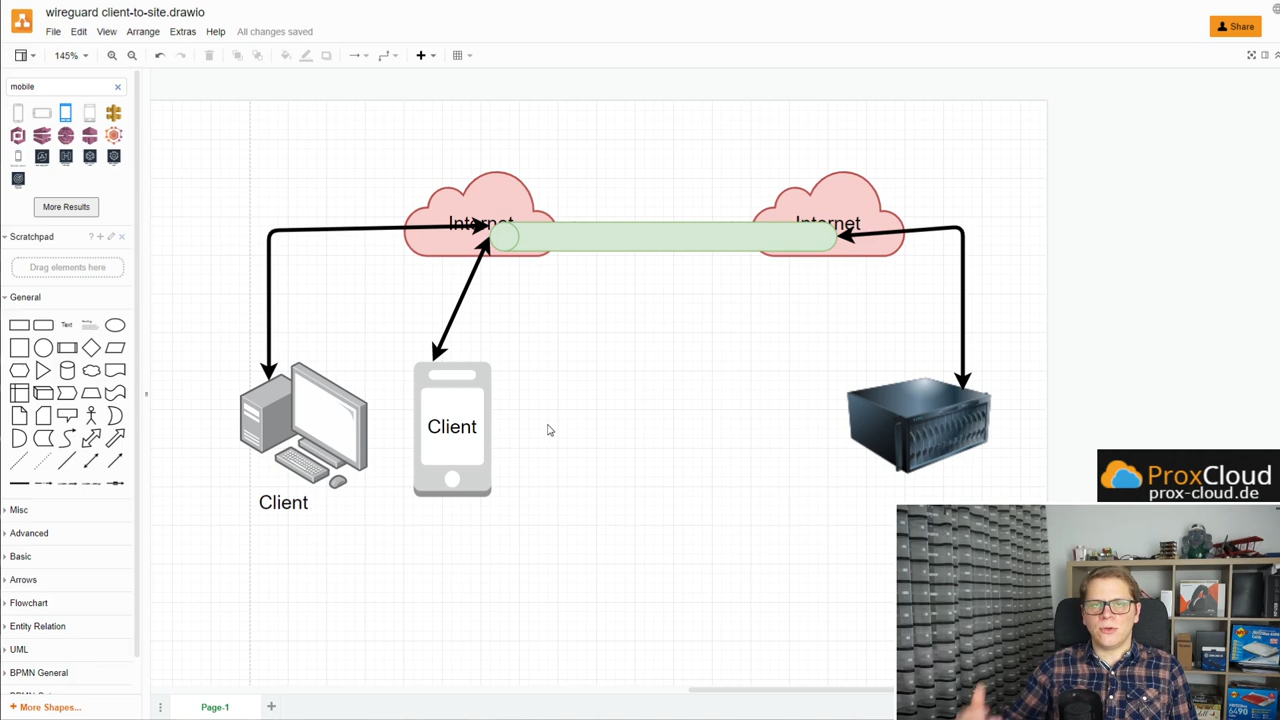 wireguard client-to-site.drawio
File Edit View Arrange Extras Help All changes saved
Share
145%
mobile
More Results
Scratchpad
Drag elements here
General
Text
Misc
Advanced
Basic
Arrows
Flowchart
Entity Relation
UML
BPMN General
More Shapes...
Page-1
Internet
Internet
Client
Client
ProxCloud
prox-cloud.de
6490